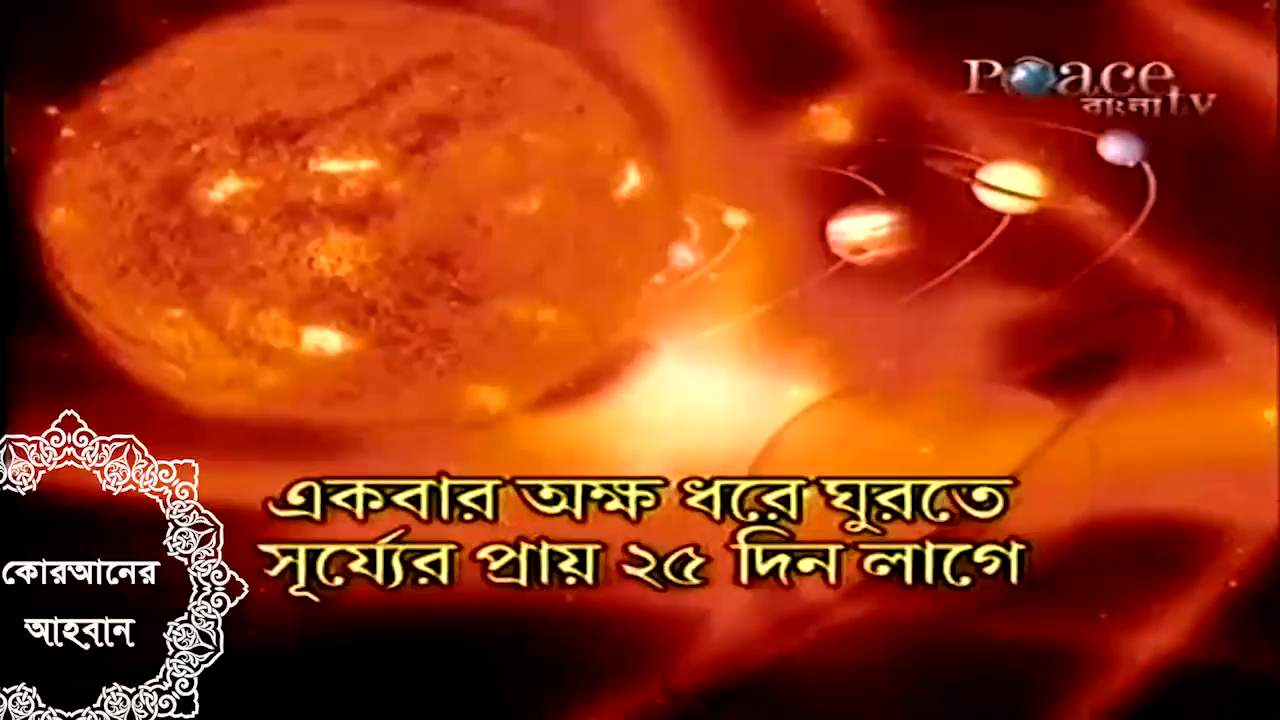 Peace
বাংলা tv
একবার অক্ষ ধরে ঘুরতে
সূর্য্যের প্রায় ২৫ দিন লাগে
কোরআনের
আহবান